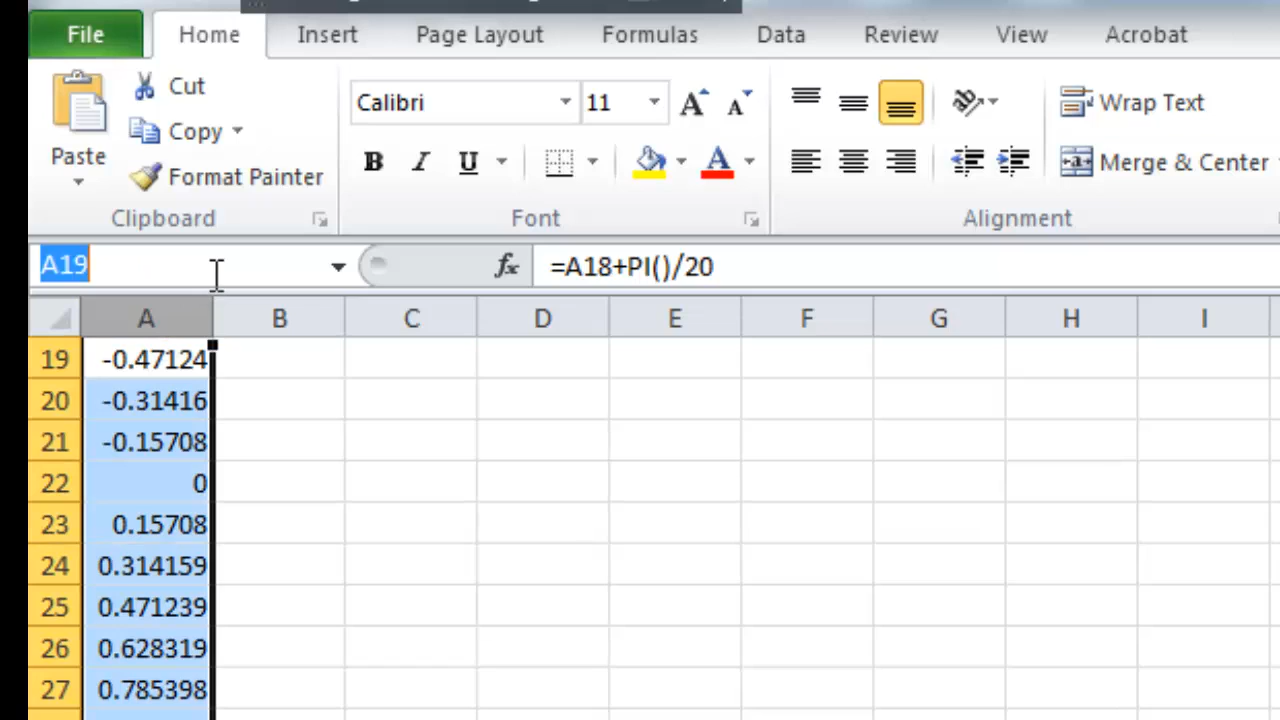 File Home Insert Page Layout Formulas Data Review View Acrobat
Cut
Copy
Format Painter
Paste
Calibri 11 A A
B I U A
Wrap Text
Merge & Center
Clipboard Font Alignment
A19 fx =A18+PI()/20
A B C D E F G H I
19 -0.47124
20 -0.31416
21 -0.15708
22 0
23 0.15708
24 0.314159
25 0.471239
26 0.628319
27 0.785398